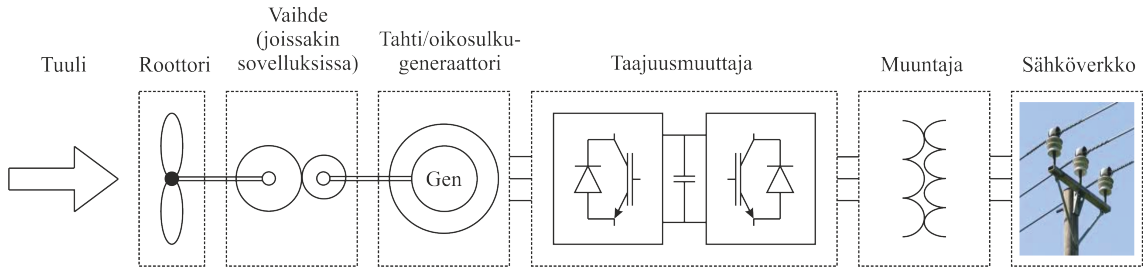 Tuuli
Roottori
Vaihde
(joissakin
sovelluksissa)
Tahti/oikosulku-
generaattori
Taajuusmuuttaja
Muuntaja
Sähköverkko
Gen